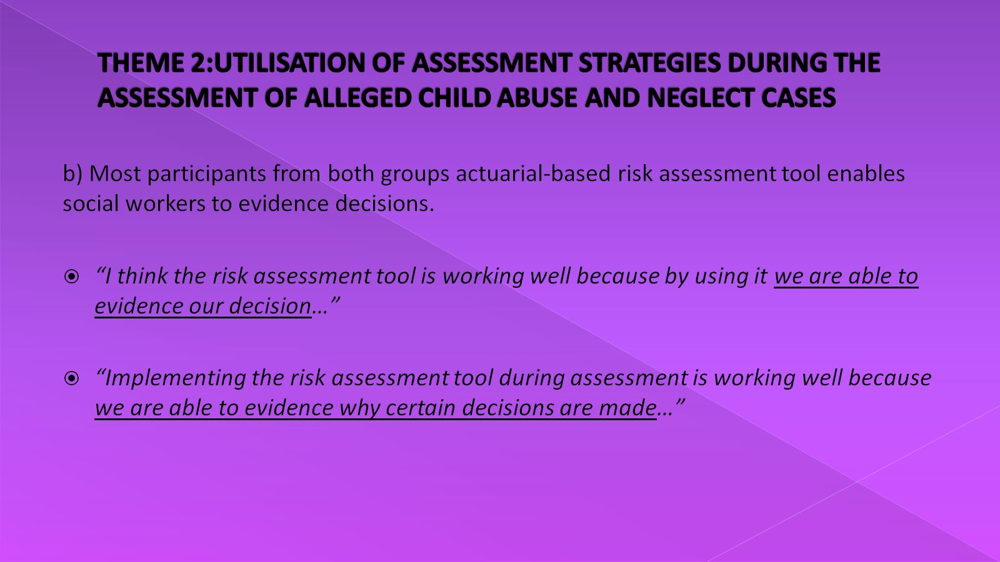 THEME 2:UTILISATION OF ASSESSMENT STRATEGIES DURING THE
ASSESSMENT OF ALLEGED CHILD ABUSE AND NEGLECT CASES
b) Most participants from both groups actuarial-based risk assessment tool enables
social workers to evidence decisions.
“I think the risk assessment tool is working well because by using it we are able to
evidence our decision…”
“Implementing the risk assessment tool during assessment is working well because
we are able to evidence why certain decisions are made…”